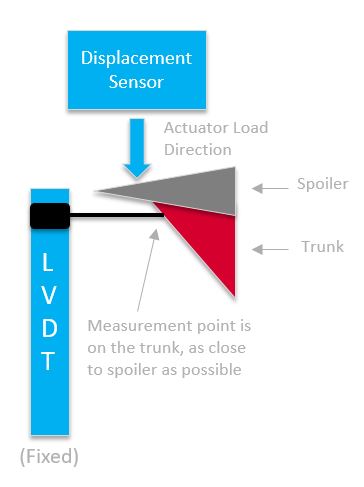 Displacement
Sensor
Actuator Load
Direction
Spoiler
Trunk
L
V
D
T
Measurement point is
on the trunk, as close
to spoiler as possible
(Fixed)